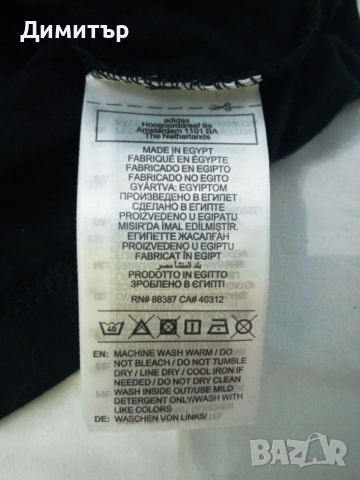 Димитър
adidas
Hoogoorddreef 9a
Amsterdam 1101 BA
The Netherlands
MADE IN EGYPT
FABRIQUÉ EN ÉGYPTE
FABRICADO EN EGIPTO
FABRICADO NO EGITO
GYÁRTVA: EGYIPTOM
ПРОИЗВЕДЕНО В ЕГИПЕТ
СДЕЛАНО В ЕГИПТЕ
PROIZVEDENO U EGIPATU
MISIR'DA İMAL EDİLMİŞTİR.
ЕГИПЕТТЕ ЖАСАЛҒАН
PROIZVEDENO U EGIPTU
FABRICAT ÎN EGIPT
PRODOTTO IN EGITTO
ЗРОБЛЕНО В ЄГИПТІ
RN# 88387 CA# 40312
40
EN: MACHINE WASH WARM / DO
NOT BLEACH / DO NOT TUMBLE
DRY / LINE DRY / COOL IRON IF
NEEDED / DO NOT DRY CLEAN
WASH INSIDE OUT/USE MILD
DETERGENT ONLY/WASH WITH
LIKE COLORS
DE: WASCHEN VON LINKS/
BAZAR